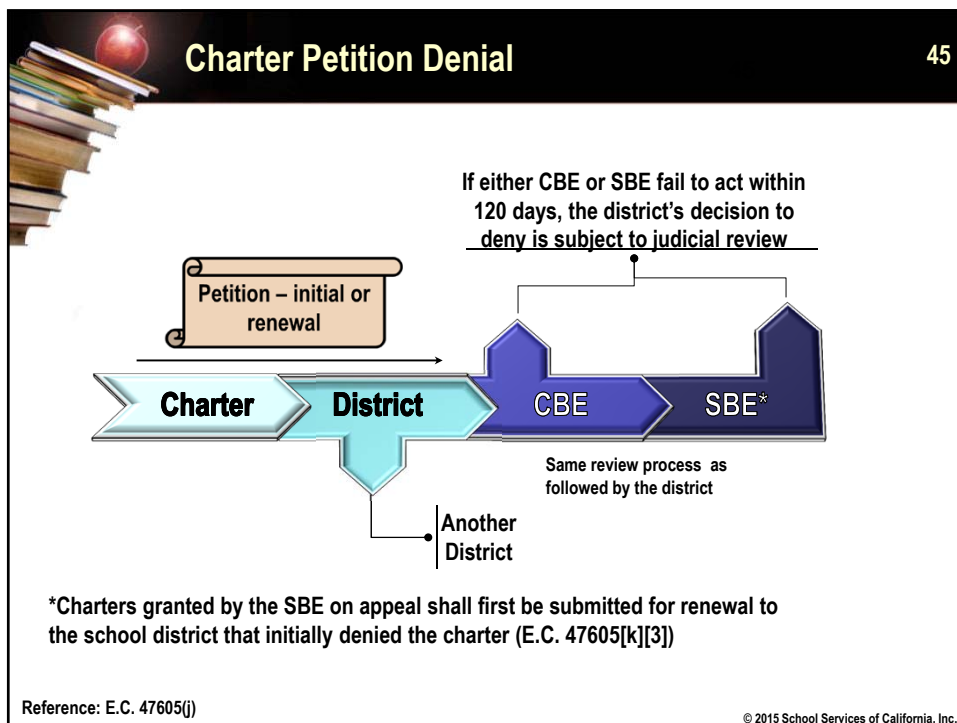 Charter Petition Denial
45
If either CBE or SBE fail to act within
120 days, the district's decision to
deny is subject to judicial review
Petition – initial or
renewal
Charter
District
CBE
SBE*
Same review process as
followed by the district
Another
District
*Charters granted by the SBE on appeal shall first be submitted for renewal to
the school district that initially denied the charter (E.C. 47605[k][3])
Reference: E.C. 47605(j)
© 2015 School Services of California, Inc.